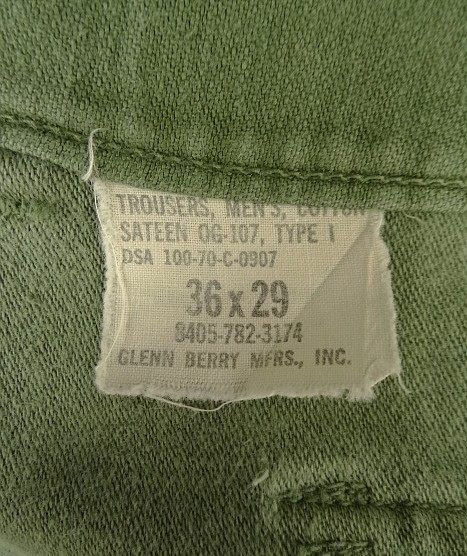 TROUSERS, MEN'S, COTTON
SATEEN OG-107, TYPE I
DSA 100-70-C-0907
36 x 29
8405-782-3174
GLENN BERRY MFRS., INC.